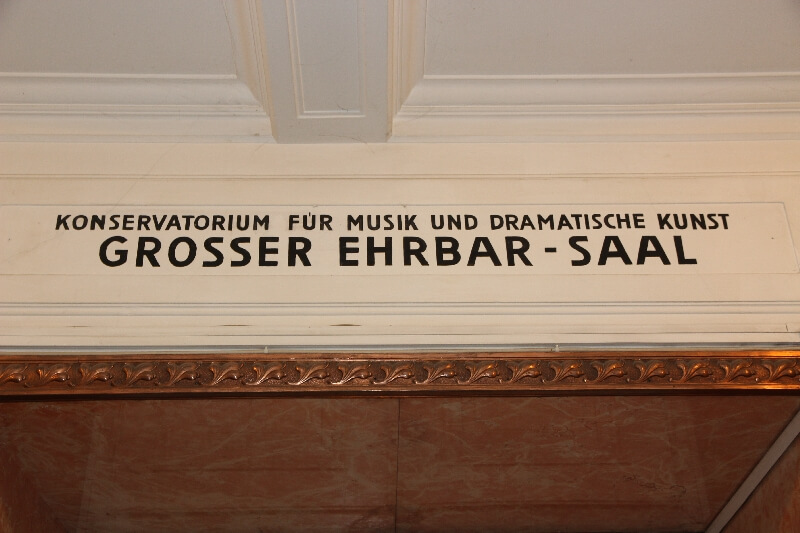 KONSERVATORIUM FÜR MUSIK UND DRAMATISCHE KUNST
GROSSER EHRBAR-SAAL